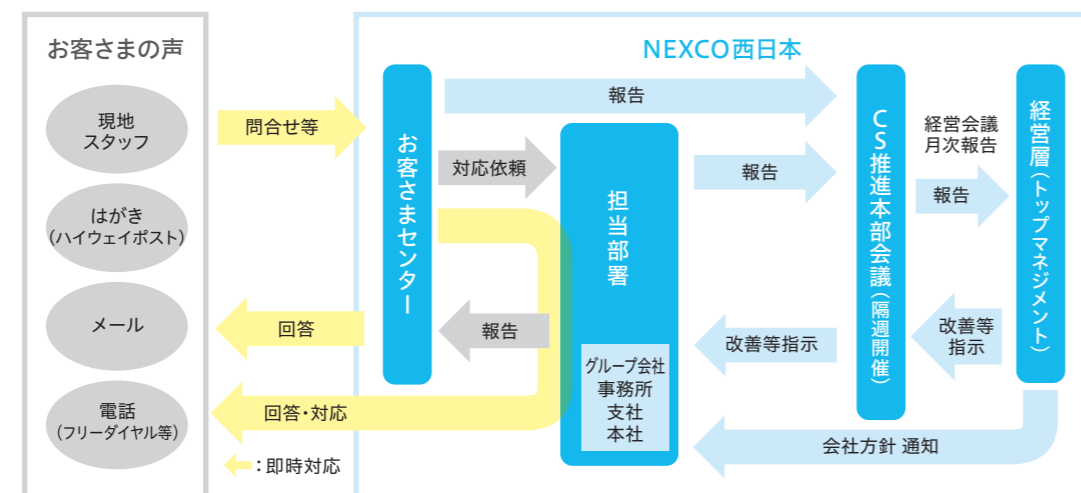 お客さまの声
現地
スタッフ
はがき
(ハイウェイポスト)
メール
電話
(フリーダイヤル等)
問合せ等
回答
回答・対応
:即時対応
NEXCO西日本
お客さまセンター
報告
対応依頼
報告
担当部署
グループ会社
事務所
支社
本社
報告
改善等指示
CS推進本部会議(隔週開催)
経営会議
月次報告
報告
改善等
指示
経営層(トップマネジメント)
会社方針 通知